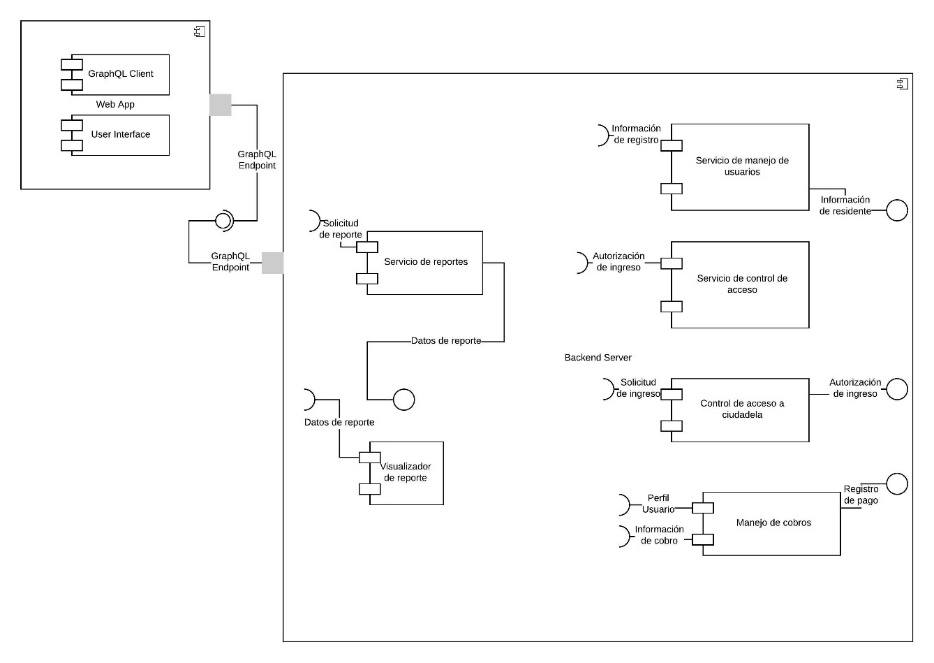 GraphQL Client
Web App
User Interface
GraphQL
Endpoint
GraphQL
Endpoint
Solicitud
de reporte
Servicio de reportes
Datos de reporte
Datos de reporte
Visualizador
de reporte
Información
de registro
Servicio de manejo de
usuarios
Información
de residente
Autorización
de ingreso
Servicio de control de
acceso
Backend Server
Solicitud
de ingreso
Control de acceso a
ciudadela
Autorización
de ingreso
Perfil
Usuario
Información
de cobro
Manejo de cobros
Registro
de pago